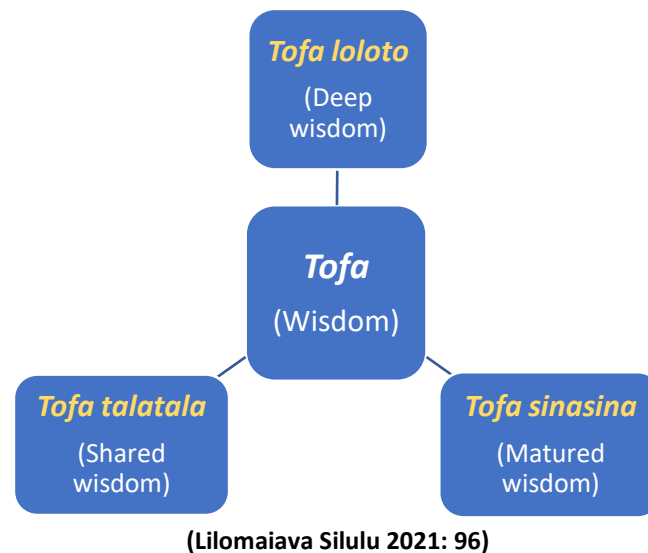 Tofa loloto
(Deep
wisdom)
Tofa
(Wisdom)
Tofa talatala
(Shared
wisdom)
Tofa sinasina
(Matured
wisdom)
(Lilomaiava Silulu 2021: 96)